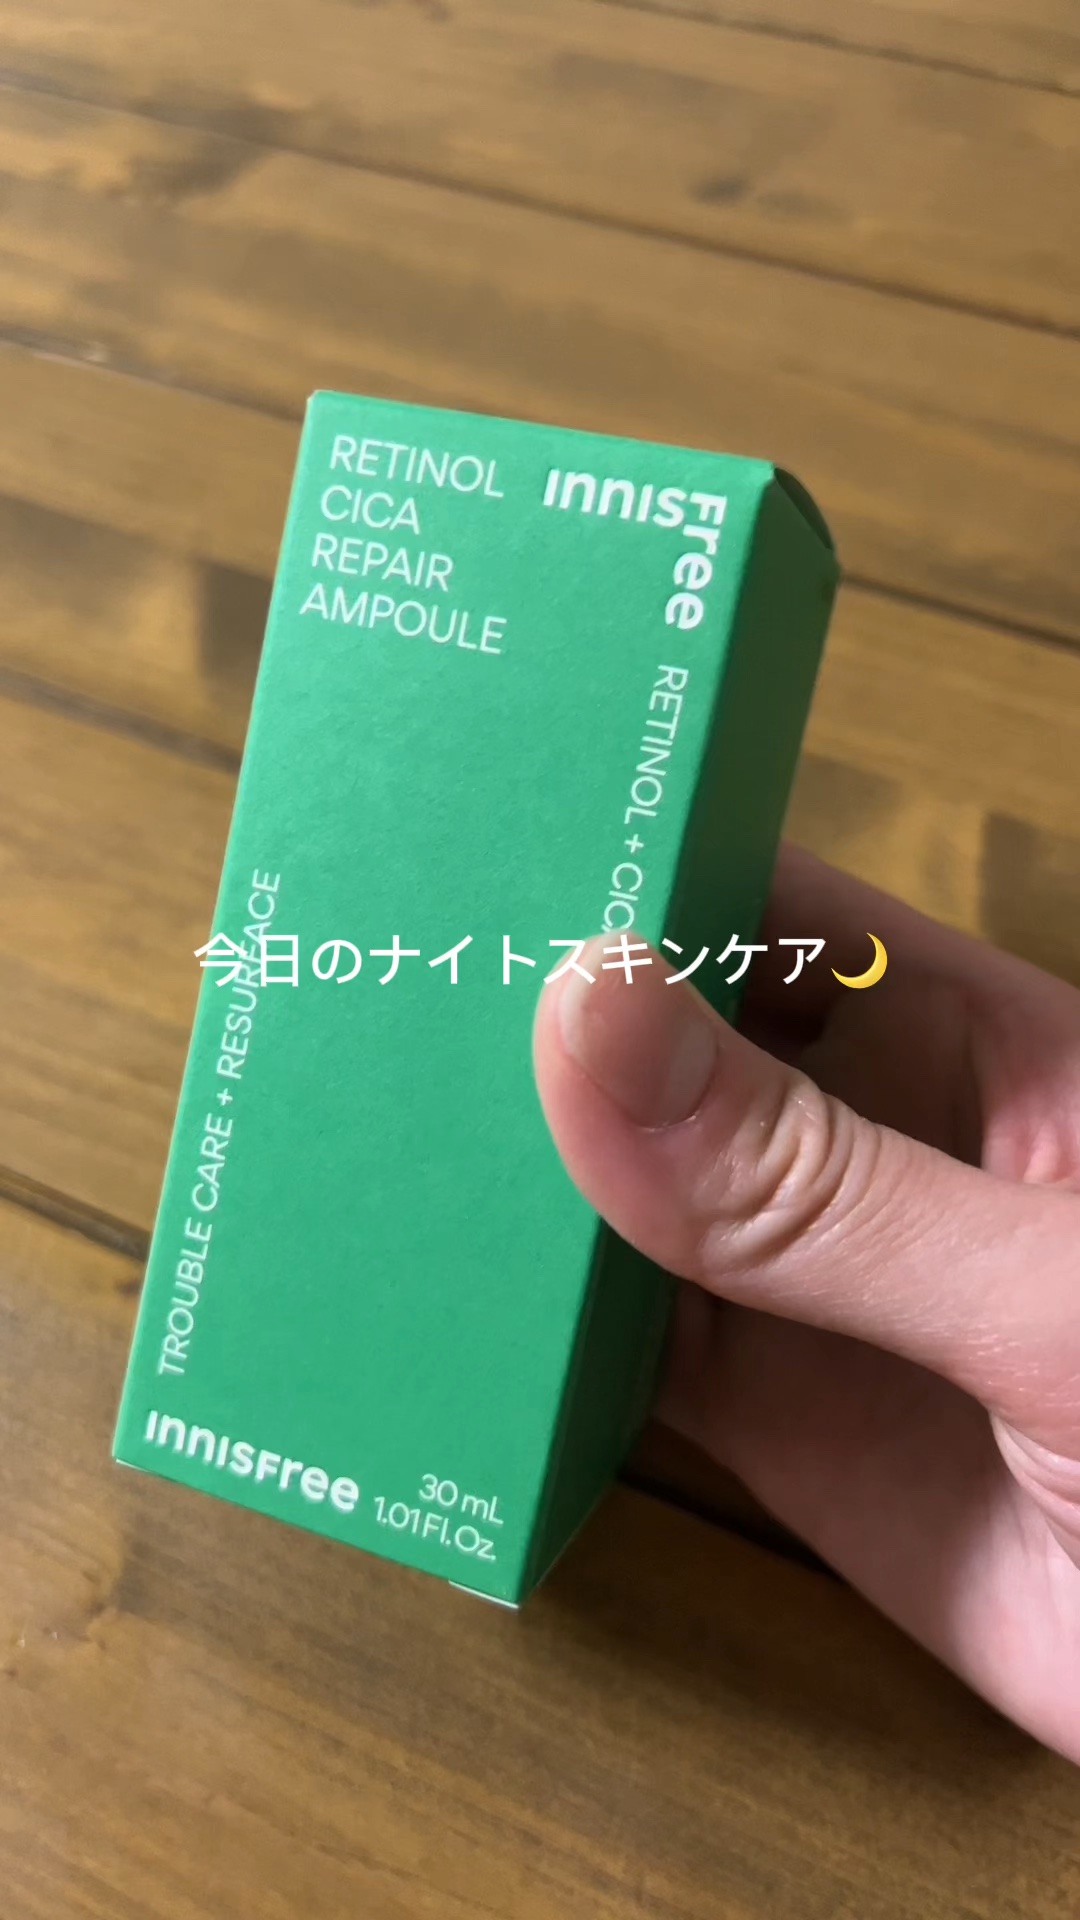 RETINOL
CICA
REPAIR
AMPOULE
innisfree
RETINOL + CICA
TROUBLE CARE + RESURFACE
今日のナイトスキンケア🌙
innisfree
30 mL
1.01 Fl. Oz.